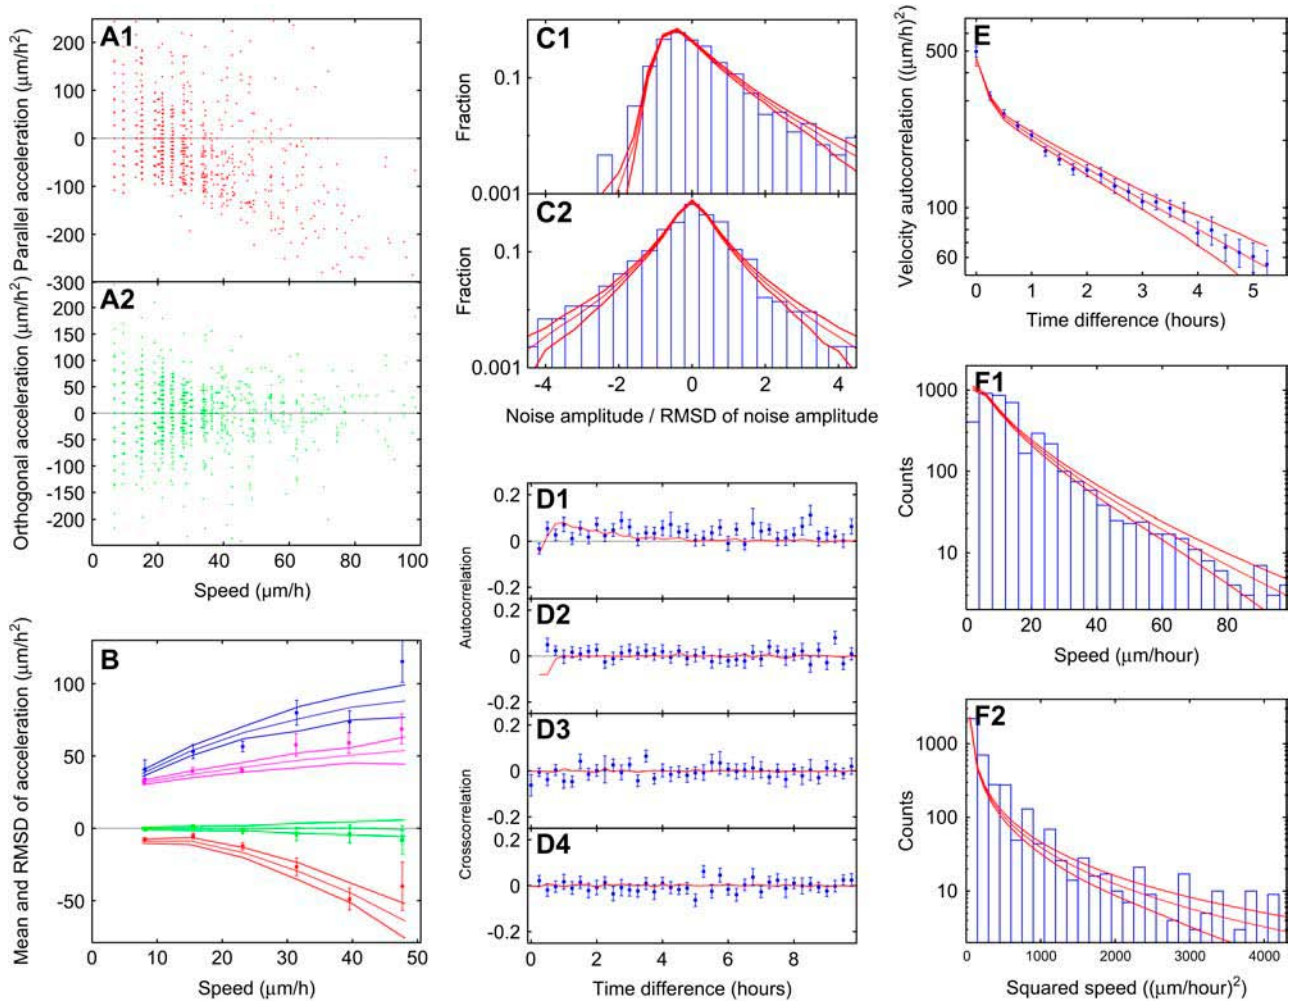 A1
Parallel acceleration (μm/h²)
200
100
0
-100
-200
-300
A2
Orthogonal acceleration (μm/h²)
200
150
100
50
0
-50
-100
-150
-200
0 20 40 60 80 100
Speed (μm/h)
B
Mean and RMSD of acceleration (μm/h²)
100
50
0
-50
0 10 20 30 40 50
Speed (μm/h)
C1
Fraction
0.1
0.001
C2
Fraction
0.1
0.001
-4 -2 0 2 4
Noise amplitude / RMSD of noise amplitude
D1
0.2
0
-0.2
Autocorrelation
D2
0.2
0
-0.2
D3
0.2
0
-0.2
Crosscorrelation
D4
0.2
0
-0.2
0 2 4 6 8
Time difference (hours)
E
Velocity autocorrelation ((μm/h)²)
500
200
100
60
0 1 2 3 4 5
Time difference (hours)
F1
Counts
1000
100
10
0 20 40 60 80
Speed (μm/hour)
F2
Counts
1000
100
10
0 1000 2000 3000 4000
Squared speed ((μm/hour)²)